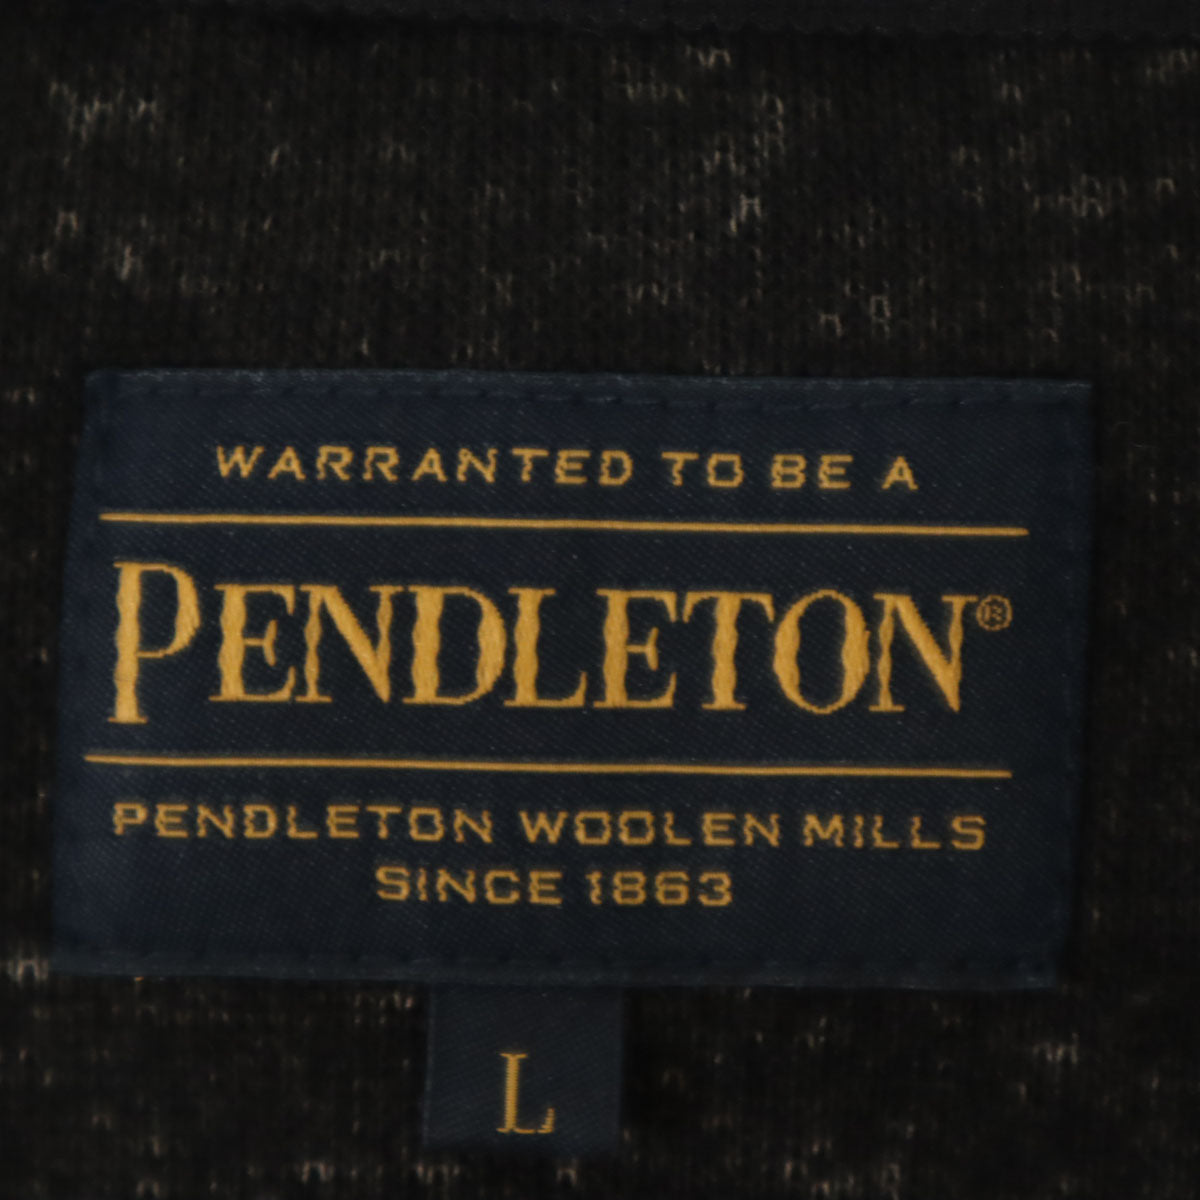 WARRANTED TO BE A
PENDLETON®
PENDLETON WOOLEN MILLS
SINCE 1863
L